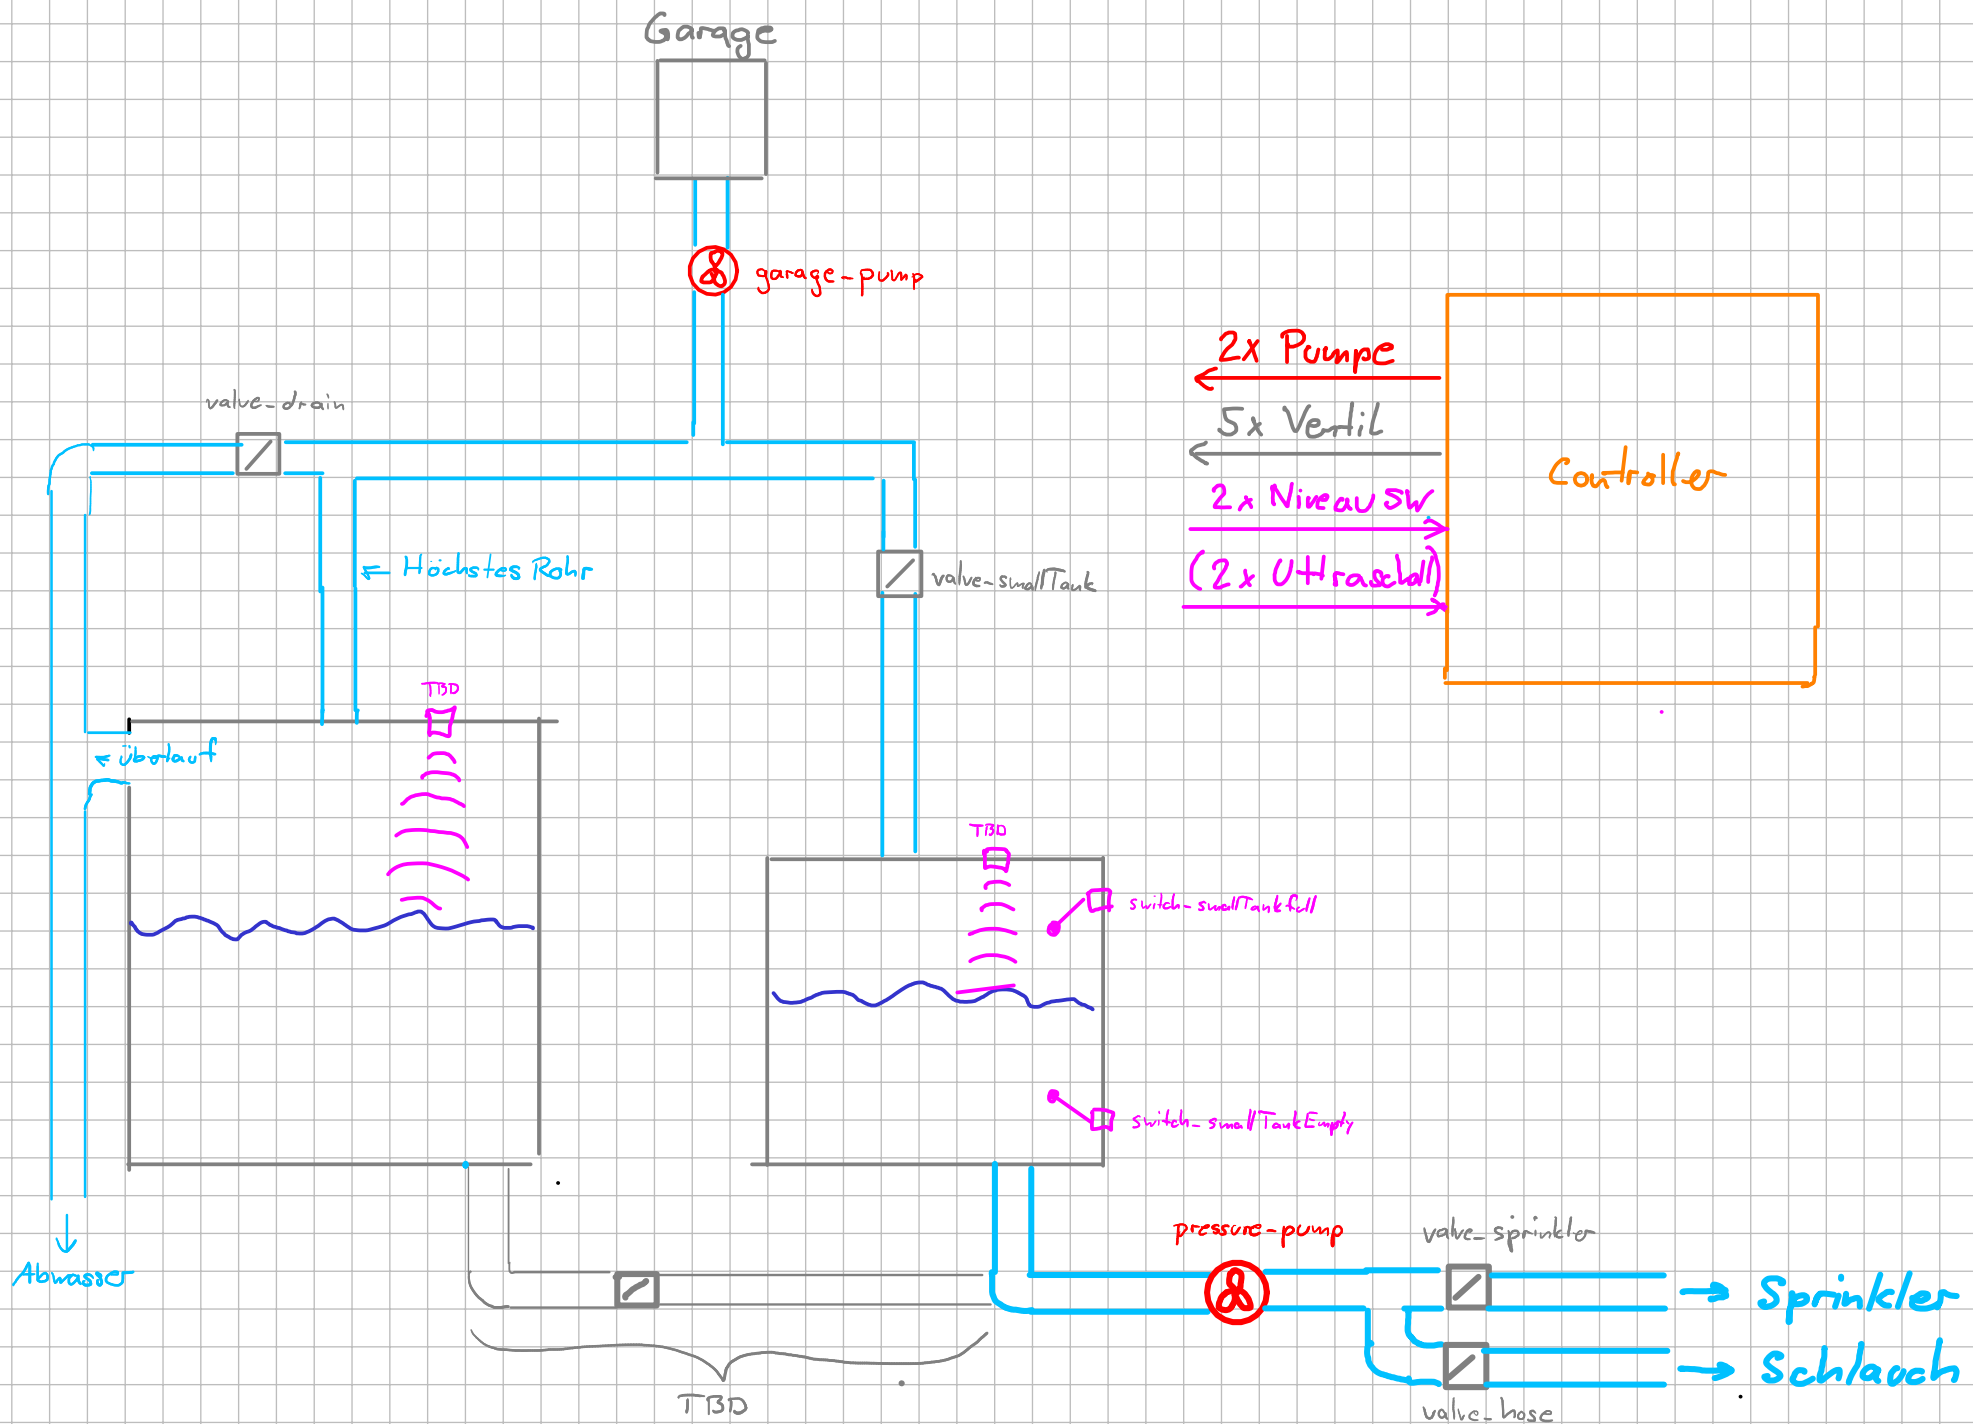 Garage
garage-pump
valve-drain
2x Pumpe
5x Ventil
Controller
2x Niveau SW
(2x Ultraschall)
← Höchstes Rohr
valve-smallTank
TBD
← Überlauf
TBD
switch-smallTankfull
switch-smallTankEmpty
pressure-pump
valve-sprinkler
Abwasser
→ Sprinkler
→ Schlauch
TBD
valve-hose